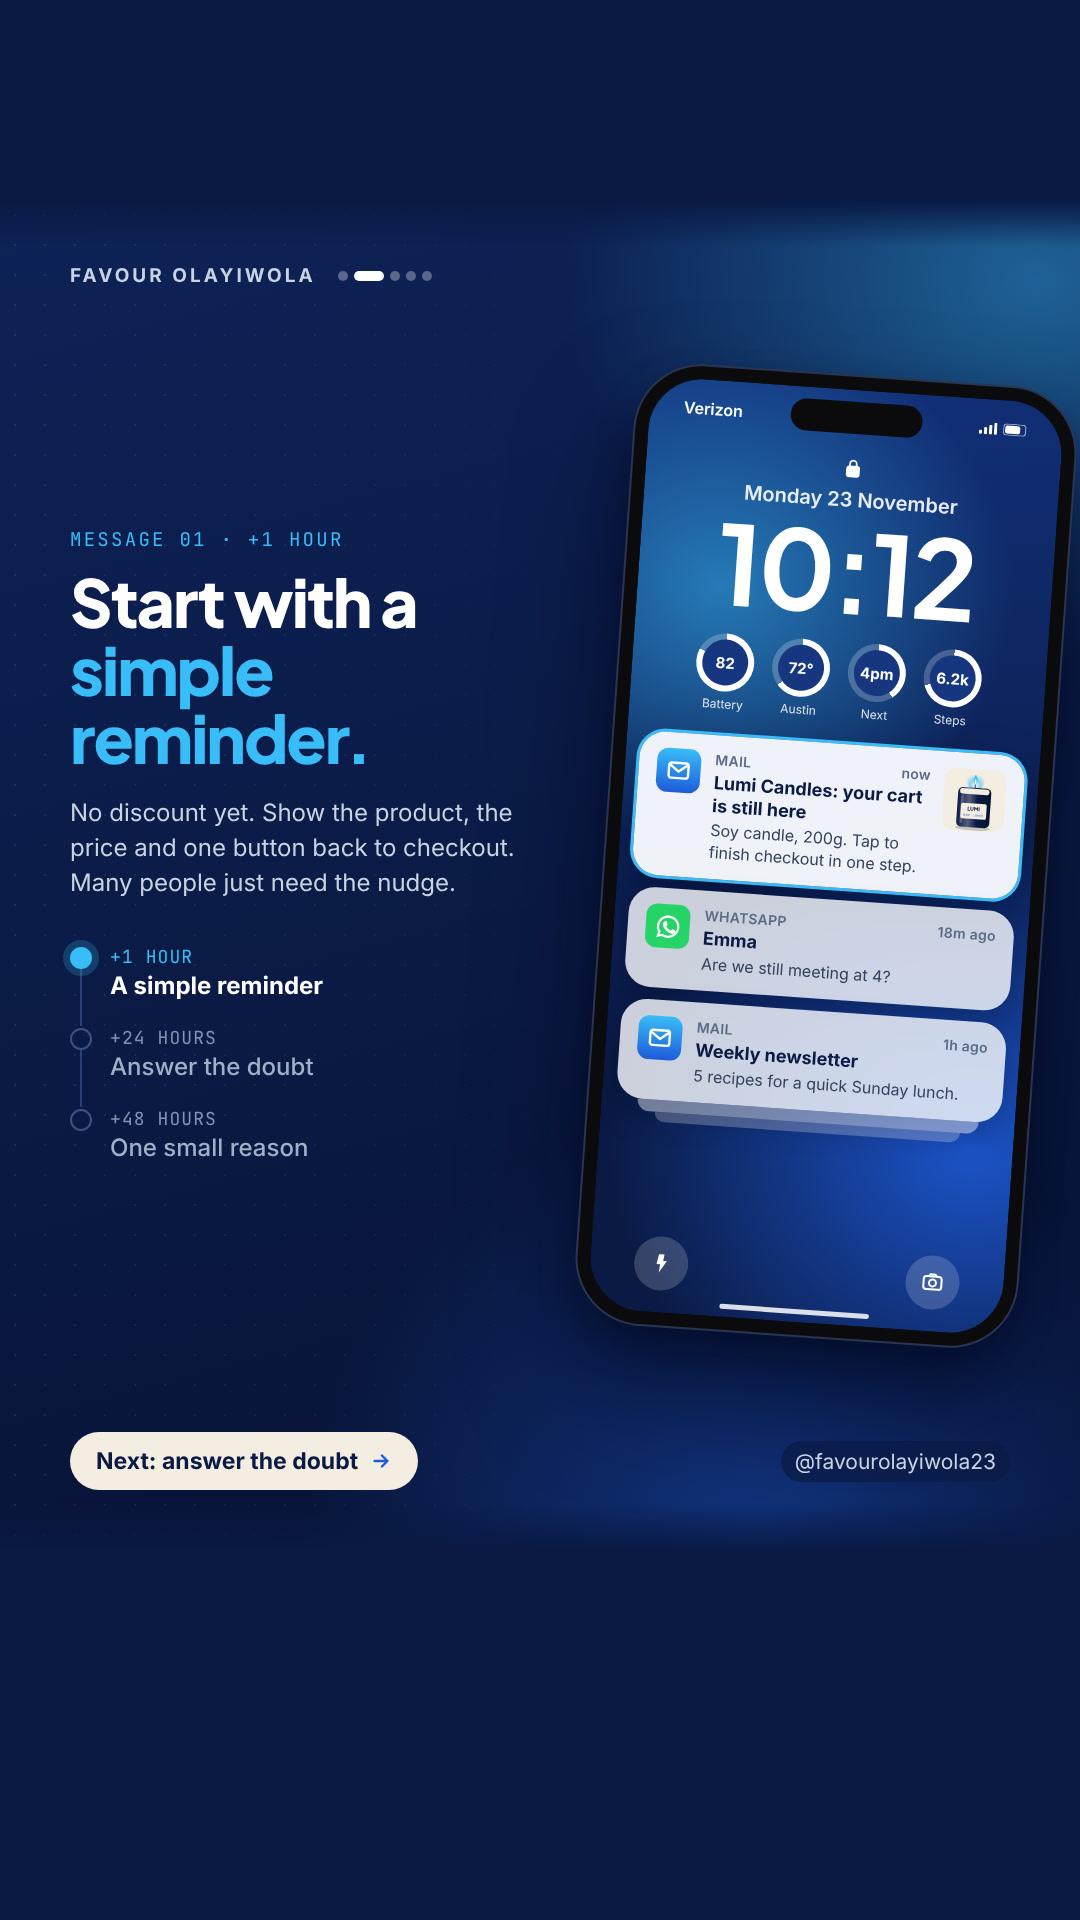 FAVOUR OLAYIWOLA
MESSAGE 01 · +1 HOUR
Start with a
simple
reminder.
No discount yet. Show the product, the
price and one button back to checkout.
Many people just need the nudge.
+1 HOUR
A simple reminder
+24 HOURS
Answer the doubt
+48 HOURS
One small reason
Next: answer the doubt →
@favourolayiwola23
Verizon
Monday 23 November
10:12
82 72° 4pm 6.2k
Battery Austin Next Steps
MAIL now
Lumi Candles: your cart
is still here
Soy candle, 200g. Tap to
finish checkout in one step.
LUMI
WHATSAPP 18m ago
Emma
Are we still meeting at 4?
MAIL 1h ago
Weekly newsletter
5 recipes for a quick Sunday lunch.